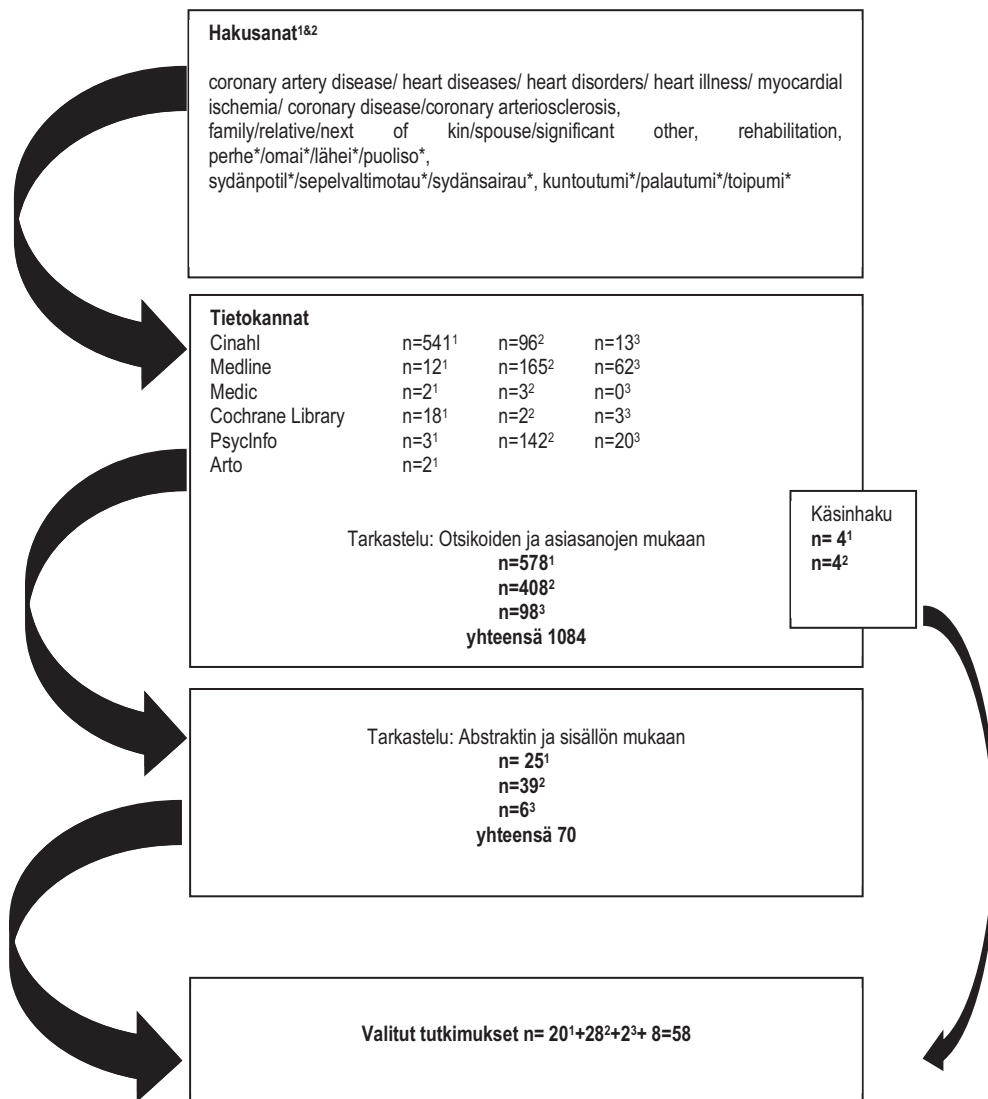 Hakusanat¹&²
coronary artery disease/ heart diseases/ heart disorders/ heart illness/ myocardial
ischemia/ coronary disease/coronary arteriosclerosis,
family/relative/next of kin/spouse/significant other, rehabilitation,
perhe*/omai*/lähei*/puoliso*,
sydänpotil*/sepelvaltimotau*/sydänsairau*, kuntoutumi*/palautumi*/toipumi*
Tietokannat
Cinahl n=541¹ n=96² n=13³
Medline n=12¹ n=165² n=62³
Medic n=2¹ n=3² n=0³
Cochrane Library n=18¹ n=2² n=3³
PsycInfo n=3¹ n=142² n=20³
Arto n=2¹
Tarkastelu: Otsikoiden ja asiasanojen mukaan
n=578¹
n=408²
n=98³
yhteensä 1084
Käsinhaku
n= 4¹
n=4²
Tarkastelu: Abstraktin ja sisällön mukaan
n= 25¹
n=39²
n=6³
yhteensä 70
Valitut tutkimukset n= 20¹+28²+2³+ 8=58